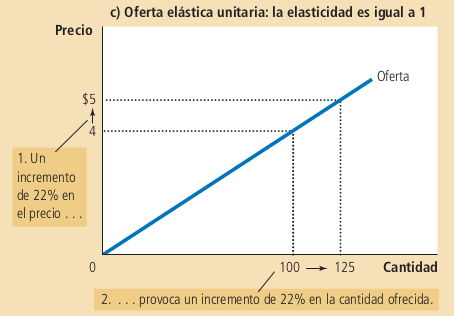 c) Oferta elástica unitaria: la elasticidad es igual a 1
Precio
Oferta
$5
4
1. Un
incremento
de 22% en
el precio . . .
0
100
125
Cantidad
2. . . . provoca un incremento de 22% en la cantidad ofrecida.